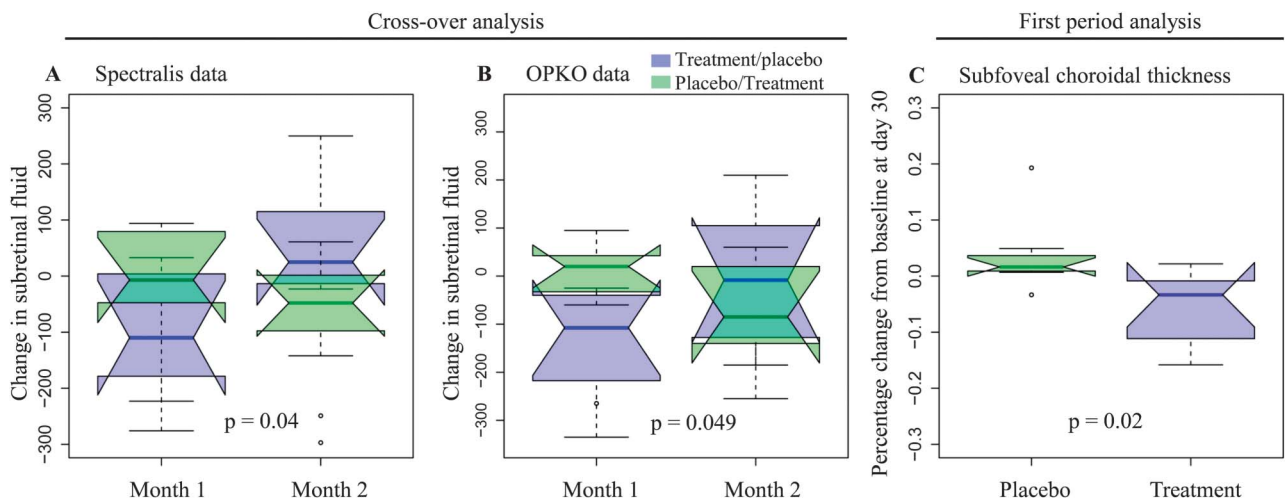 Cross-over analysis
First period analysis
A Spectralis data
B OPKO data
Treatment/placebo
Placebo/Treatment
C Subfoveal choroidal thickness
Change in subretinal fluid
300
200
100
0
-100
-200
-300
p = 0.04
Month 1 Month 2
Change in subretinal fluid
300
200
100
0
-100
-200
-300
p = 0.049
Month 1 Month 2
Percentage change from baseline at day 30
0.3
0.2
0.1
0.0
-0.1
-0.2
-0.3
p = 0.02
Placebo Treatment